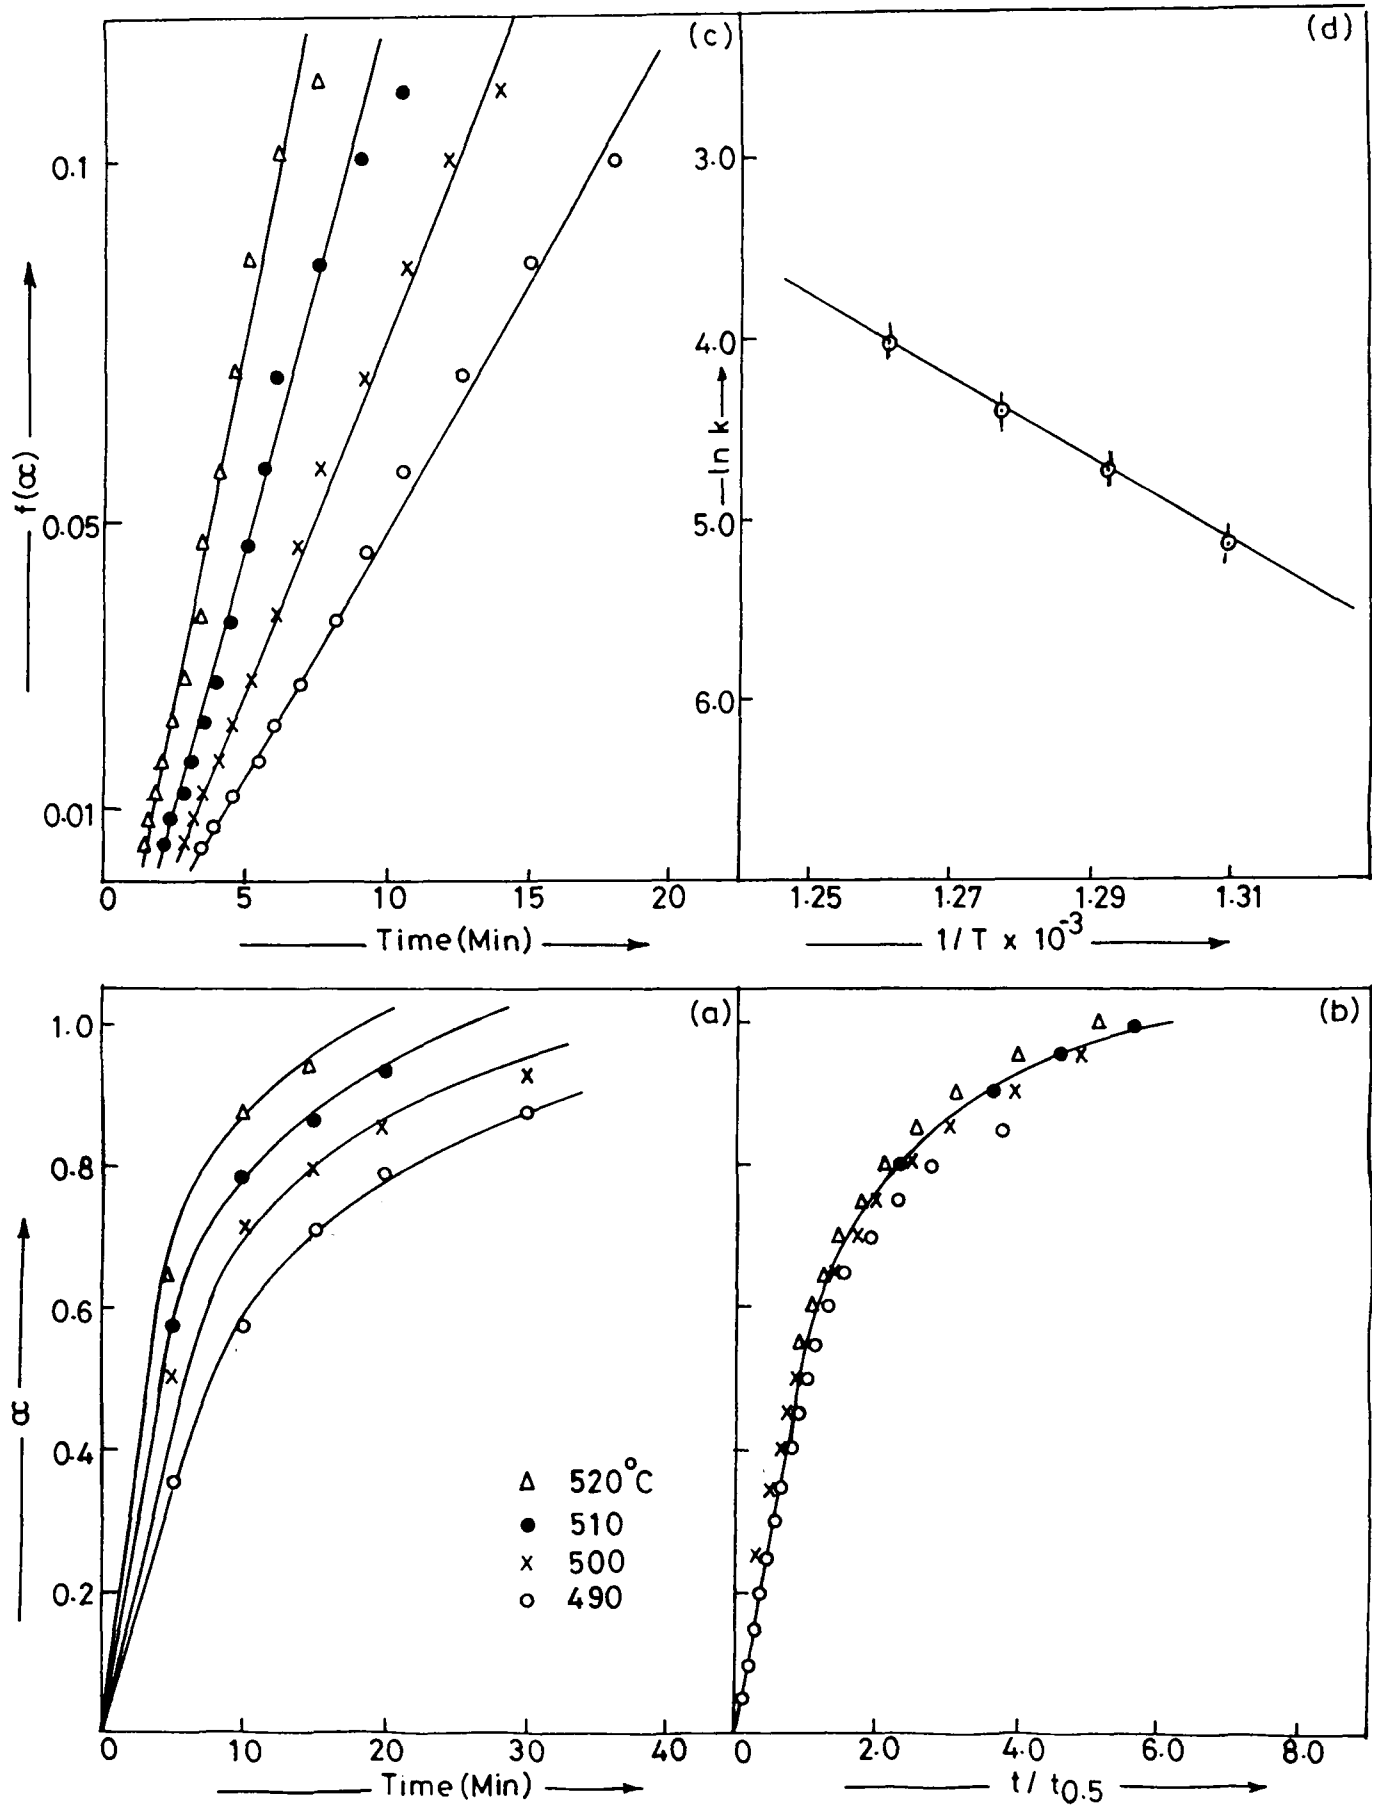 (c)
0.1
0.05
0.01
f(α)
0 5 10 15 20
Time (Min)
(d)
3.0
4.0
5.0
6.0
-ln k
1.25 1.27 1.29 1.31
1/T x 10⁻³
(a)
1.0
0.8
0.6
0.4
0.2
α
Δ 520°C
● 510
x 500
o 490
0 10 20 30 40
Time (Min)
(b)
0 2.0 4.0 6.0 8.0
t/t0.5